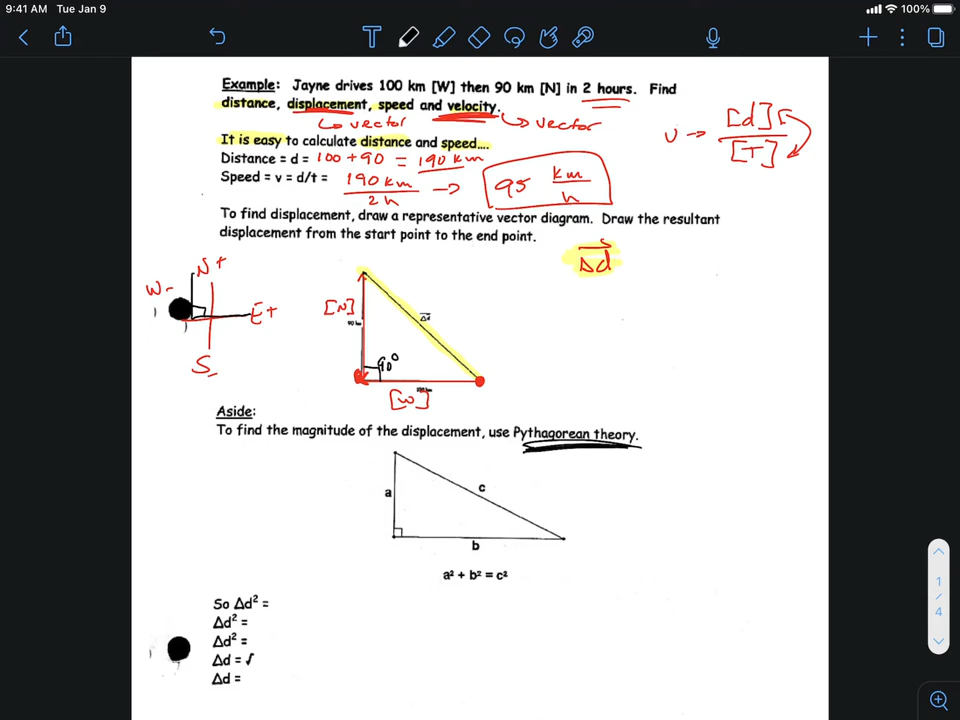 9:41 AM Tue Jan 9
100%
T
Example: Jayne drives 100 km [W] then 90 km [N] in 2 hours. Find
distance, displacement, speed and velocity.
↳ vector ↳ vector
v → [d] / [T]
It is easy to calculate distance and speed....
Distance = d = 100 + 90 = 190 km
Speed = v = d/t = 190 km / 2 h → 95 km / h
To find displacement, draw a representative vector diagram. Draw the resultant
displacement from the start point to the end point.
Δd
N+
W-
E+
S-
[N]
90 km
Δd
90°
[W]
Aside:
To find the magnitude of the displacement, use Pythagorean theory.
a
c
b
a² + b² = c²
So Δd² =
Δd² =
Δd² =
Δd = √
Δd =
1
/
4